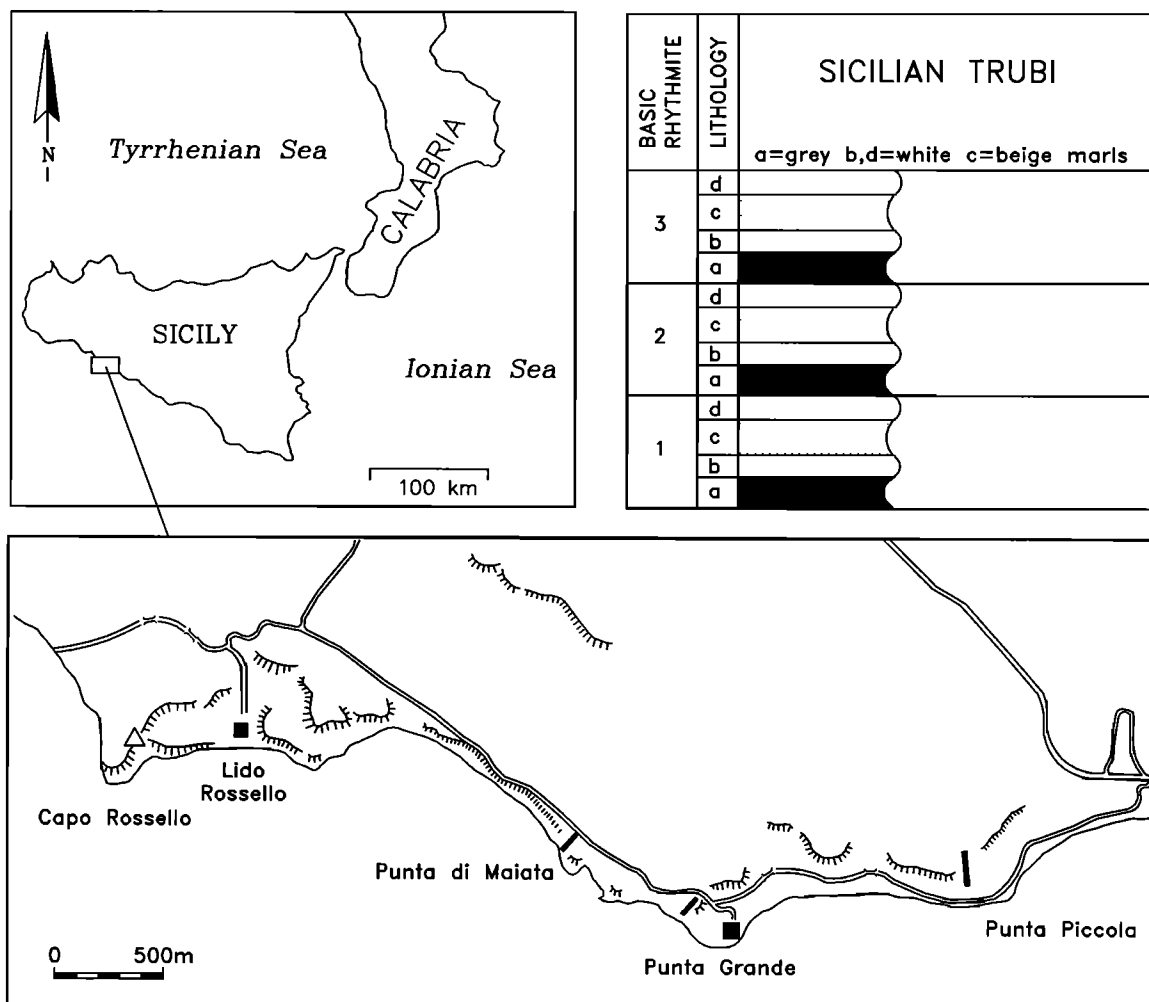 N
Tyrrhenian Sea
CALABRIA
SICILY
Ionian Sea
100 km
BASIC
RHYTHMITE
LITHOLOGY
SICILIAN TRUBI
a=grey b,d=white c=beige marls
3
d
c
b
a
2
d
c
b
a
1
d
c
b
a
Lido
Rossello
Capo Rossello
Punta di Maiata
Punta Grande
Punta Piccola
0 500m